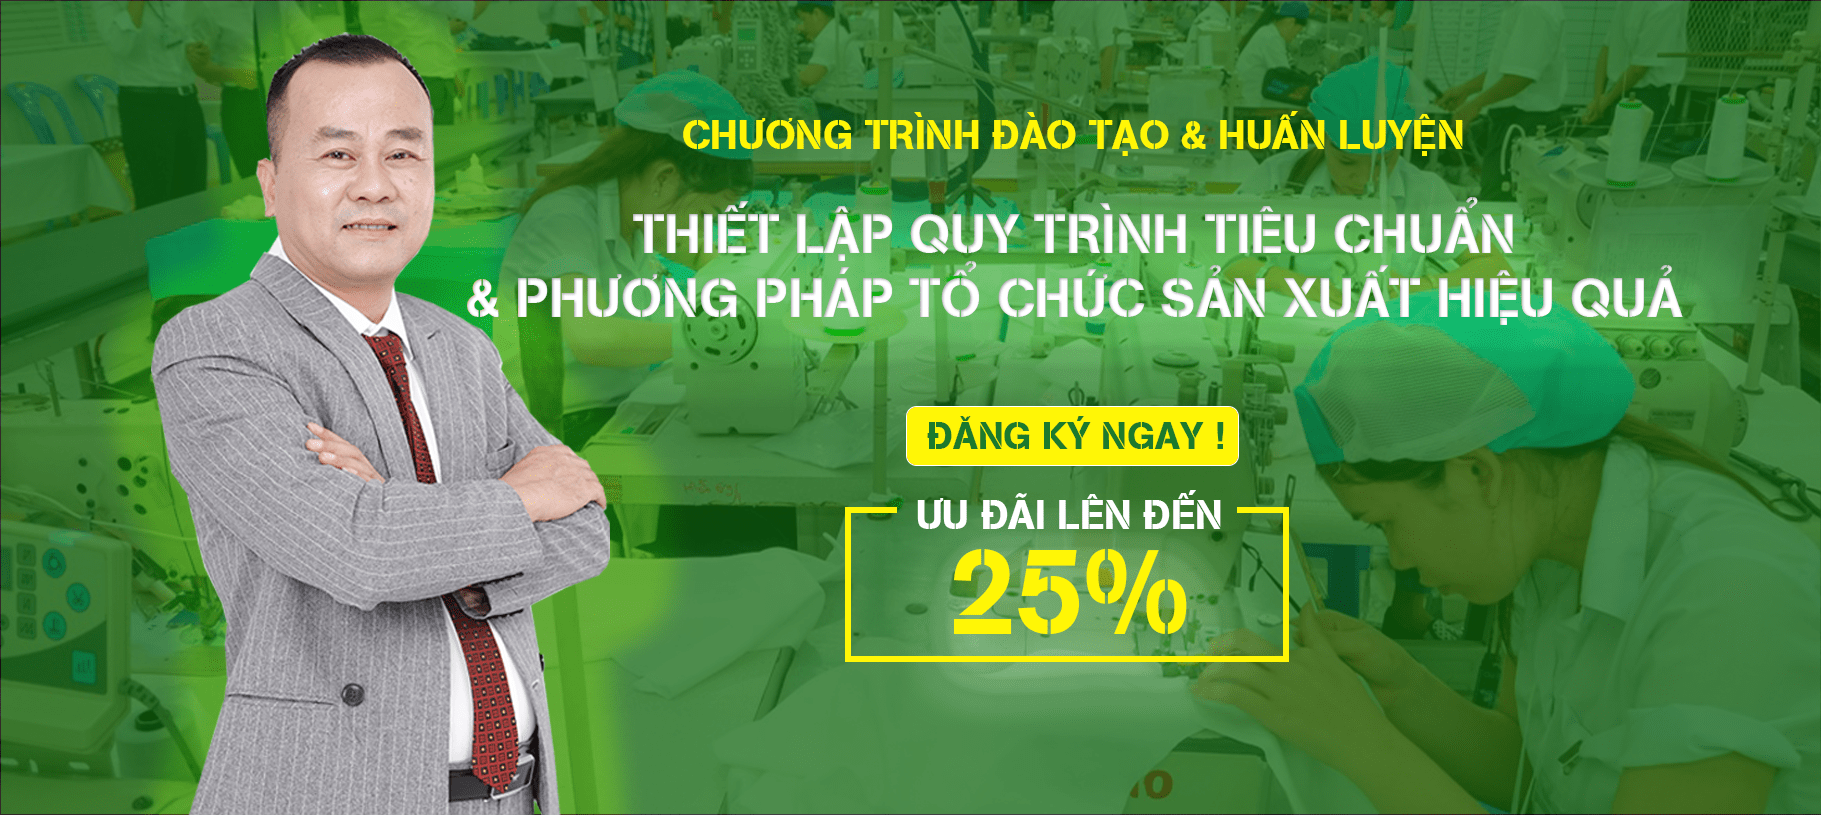 CHƯƠNG TRÌNH ĐÀO TẠO & HUẤN LUYỆN
THIẾT LẬP QUY TRÌNH TIÊU CHUẨN
& PHƯƠNG PHÁP TỔ CHỨC SẢN XUẤT HIỆU QUẢ
ĐĂNG KÝ NGAY !
ƯU ĐÃI LÊN ĐẾN
25%